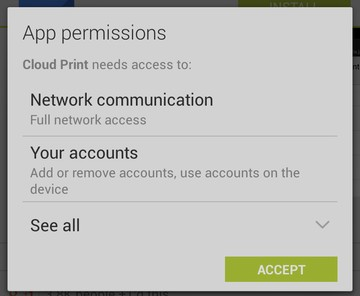 INSTALL
App permissions
Cloud Print needs access to:
Network communication
Full network access
Your accounts
Add or remove accounts, use accounts on the
device
See all
ACCEPT